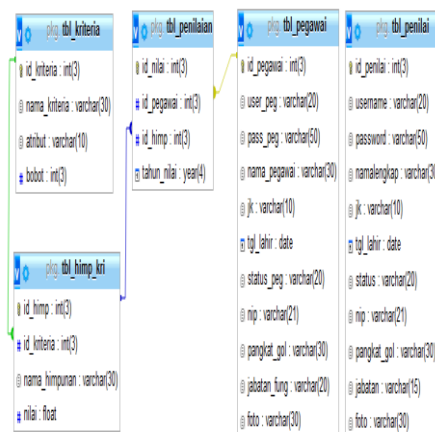 pkg tbl_kriteria
id_kriteria : int(3)
nama_kriteria : varchar(30)
atribut : varchar(10)
bobot : int(3)
pkg tbl_penilaian
id_nilai : int(3)
id_pegawai : int(3)
id_himp : int(3)
tahun_nilai : year(4)
pkg tbl_pegawai
id_pegawai : int(3)
user_peg : varchar(20)
pass_peg : varchar(50)
nama_pegawai : varchar(30)
jk : varchar(10)
tgl_lahir : date
status_peg : varchar(20)
nip : varchar(21)
pangkat_gol : varchar(30)
jabatan_fung : varchar(20)
foto : varchar(30)
pkg tbl_penilai
id_penilai : int(3)
username : varchar(20)
password : varchar(50)
namalengkap : varchar(30)
jk : varchar(10)
tgl_lahir : date
status : varchar(20)
nip : varchar(21)
pangkat_gol : varchar(30)
jabatan : varchar(15)
foto : varchar(30)
pkg tbl_himp_kri
id_himp : int(3)
id_kriteria : int(3)
nama_himpunan : varchar(30)
nilai : float